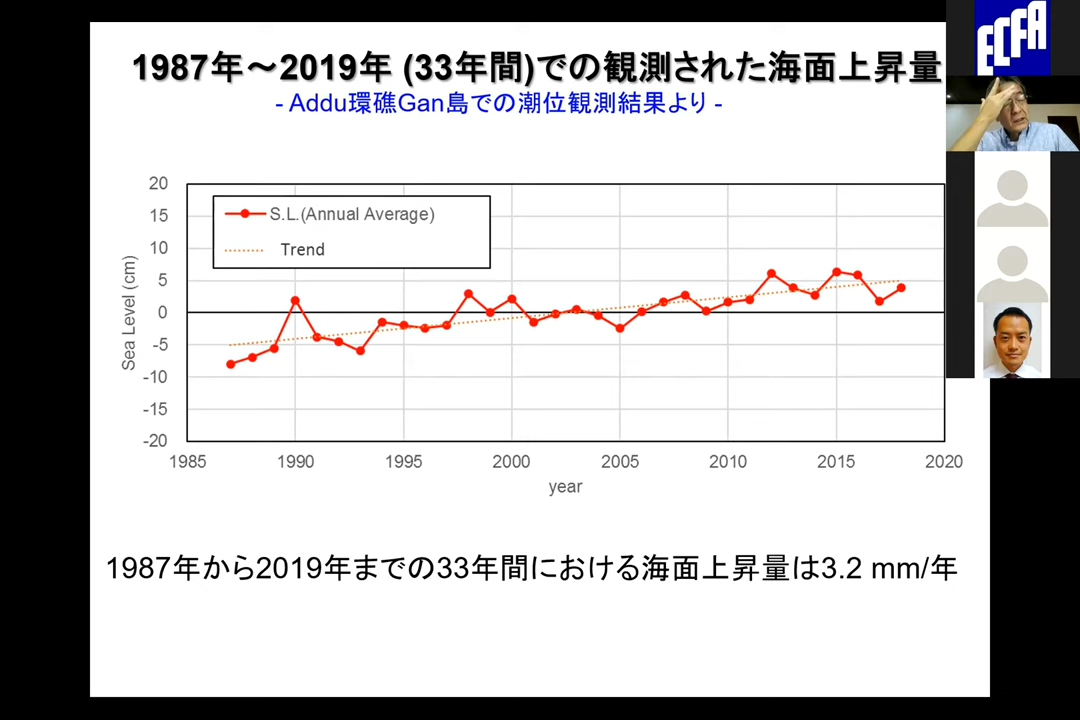 1987年～2019年 (33年間)での観測された海面上昇量
- Addu環礁Gan島での潮位観測結果より -
ECFA
20
15
10
5
0
-5
-10
-15
-20
Sea Level (cm)
S.L.(Annual Average)
Trend
1985 1990 1995 2000 2005 2010 2015 2020
year
1987年から2019年までの33年間における海面上昇量は3.2 mm/年